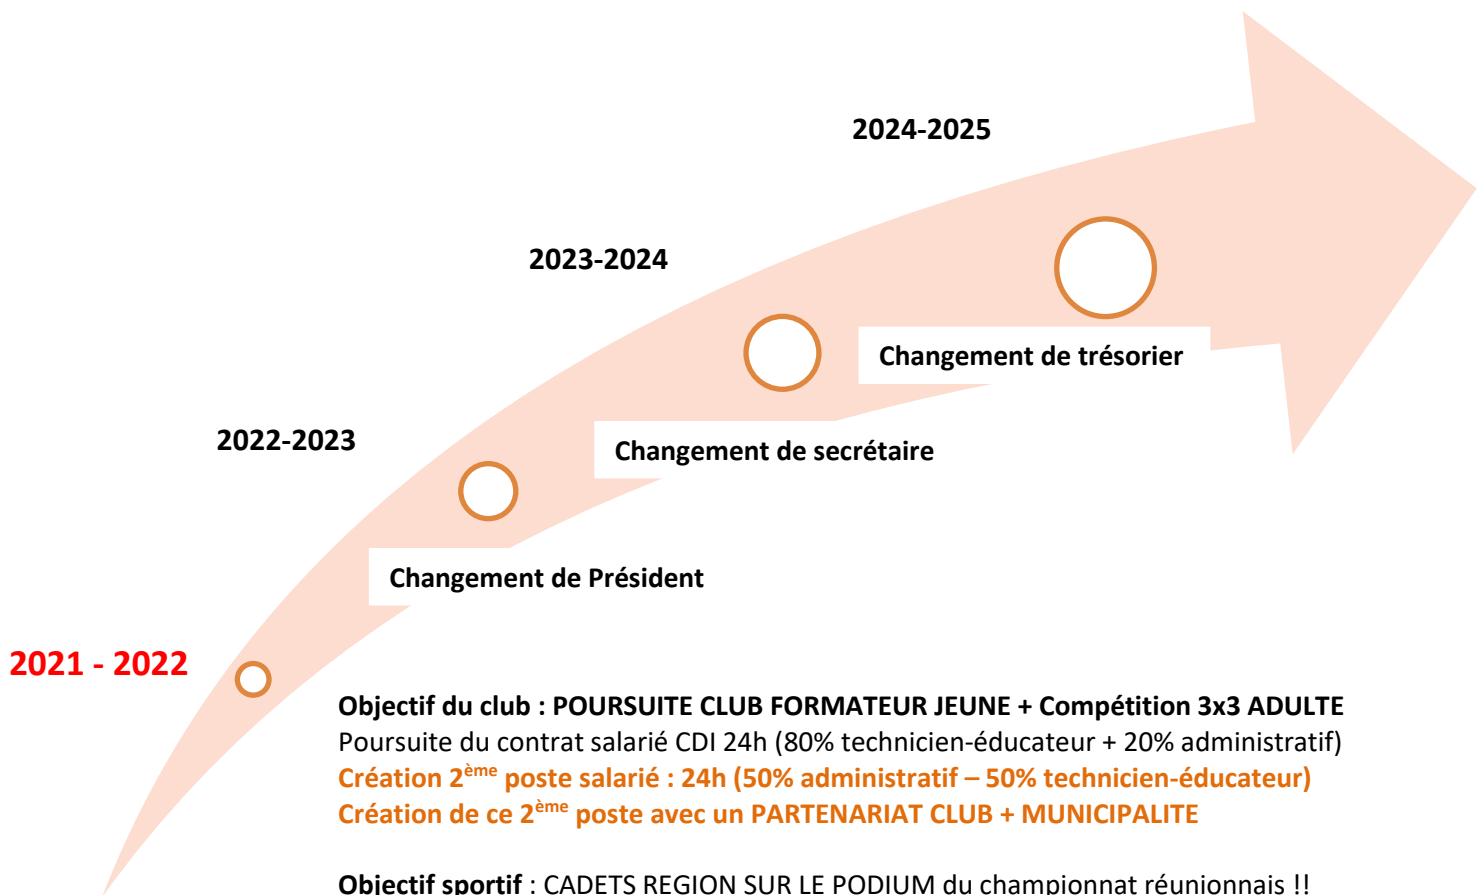 2024-2025
2023-2024
Changement de trésorier
2022-2023
Changement de secrétaire
Changement de Président
2021 - 2022
Objectif du club : POURSUITE CLUB FORMATEUR JEUNE + Compétition 3x3 ADULTE
Poursuite du contrat salarié CDI 24h (80% technicien-éducateur + 20% administratif)
Création 2ème poste salarié : 24h (50% administratif – 50% technicien-éducateur)
Création de ce 2ème poste avec un PARTENARIAT CLUB + MUNICIPALITE
Objectif sportif : CADETS REGION SUR LE PODIUM du championnat réunionnais !!